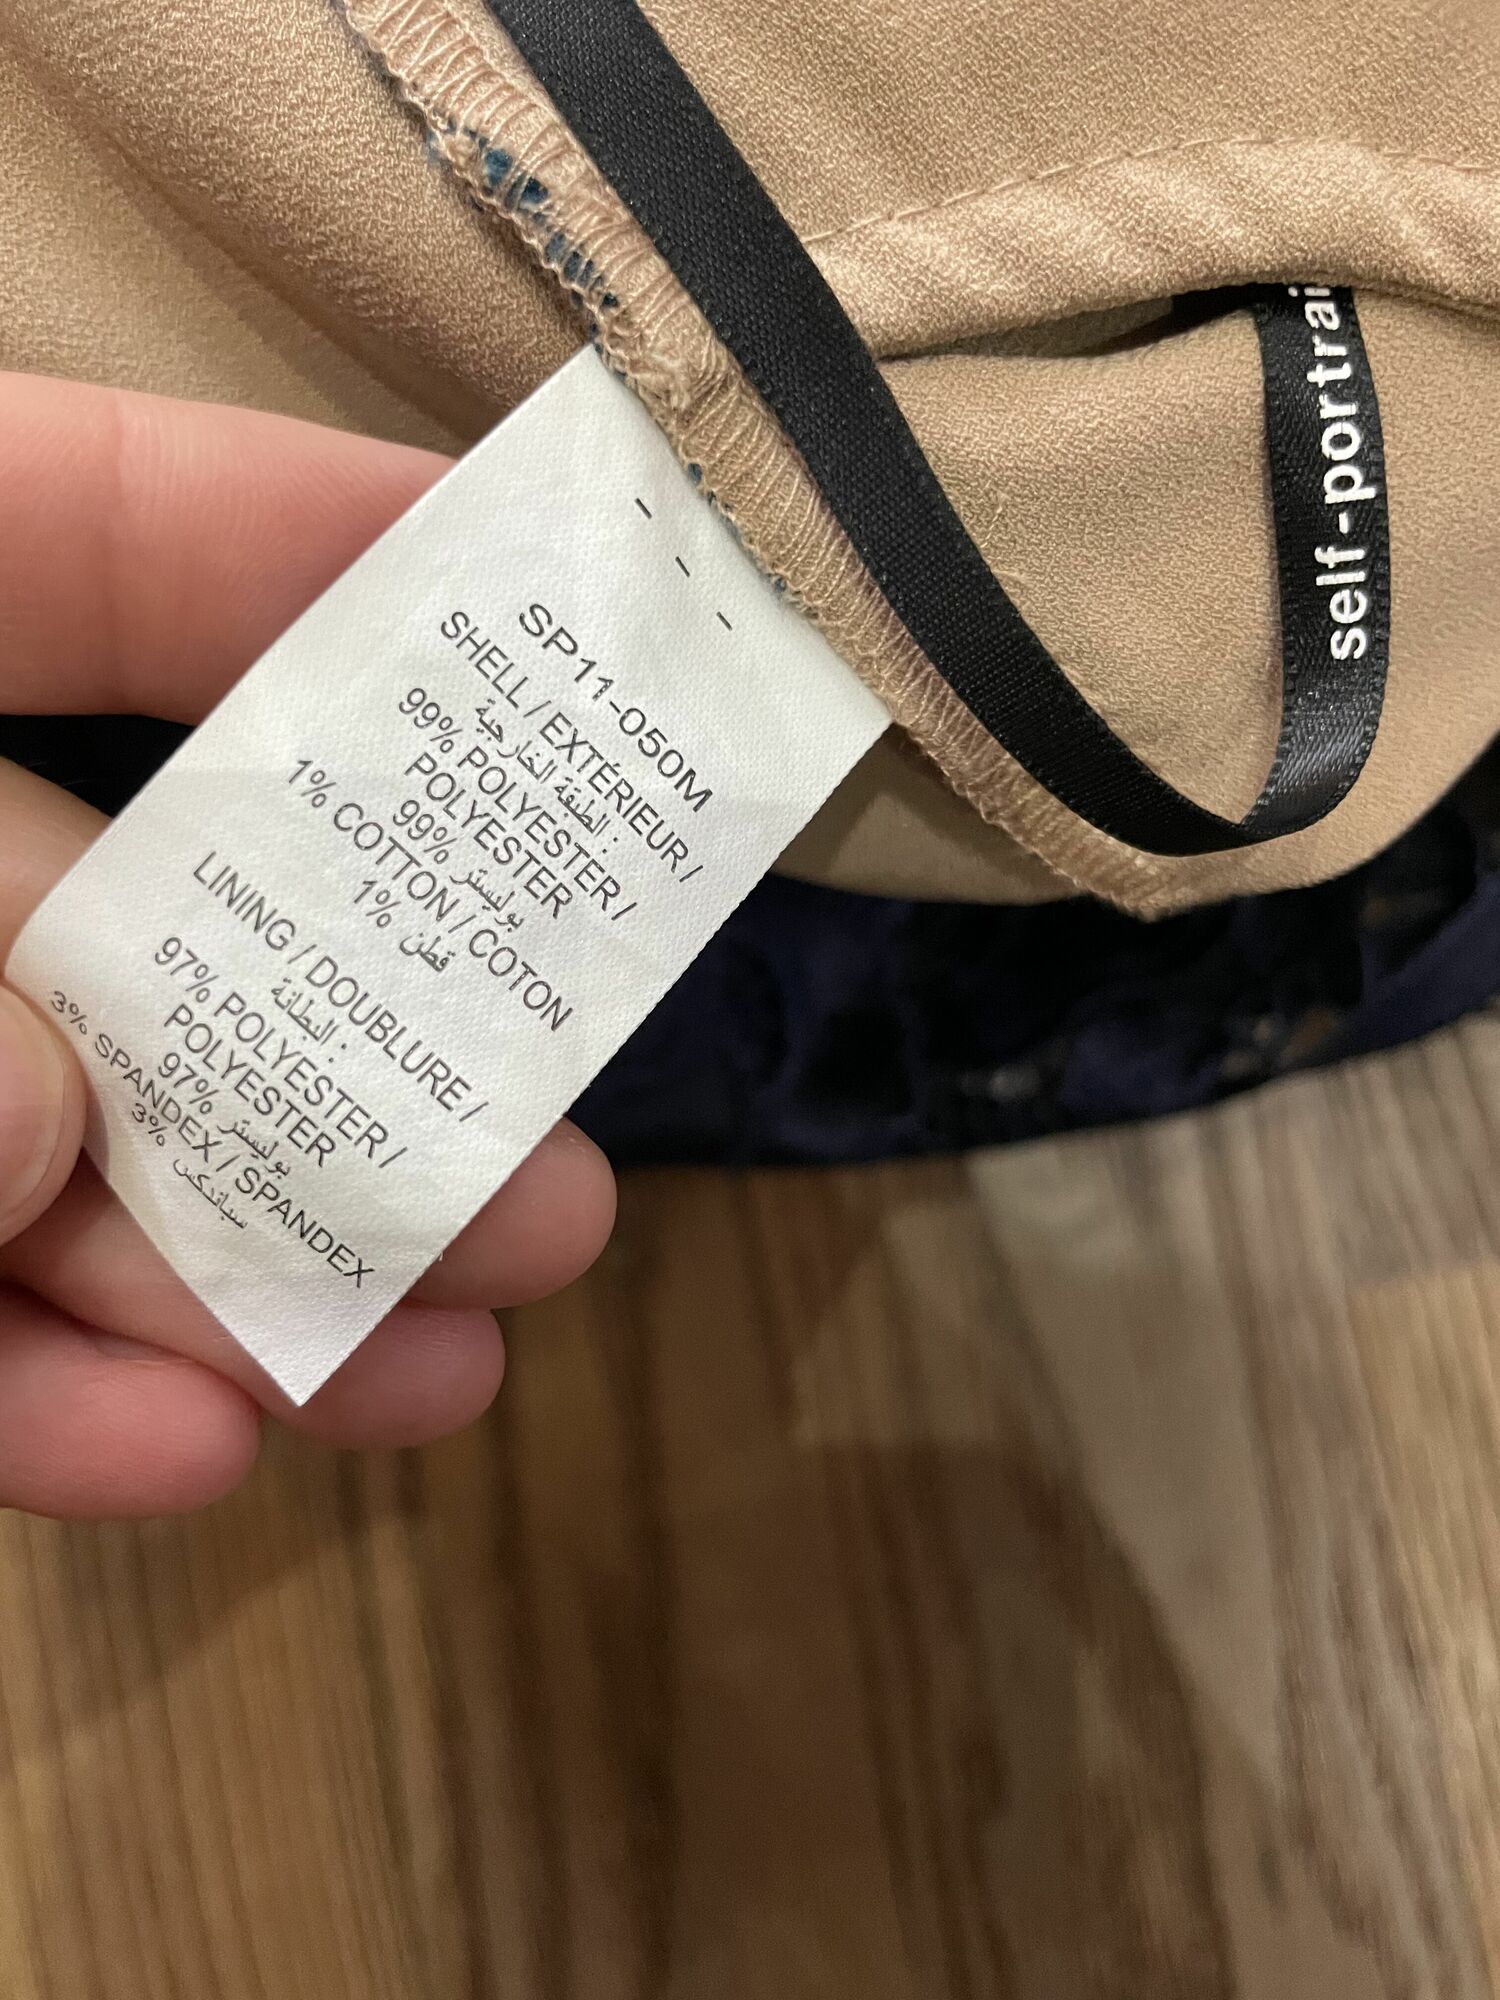 SP11-050M
SHELL / EXTÉRIEUR /
الطبقة الخارجية :
99% POLYESTER /
POLYESTER
99% بوليستر
1% COTTON / COTON
1% قطن
LINING / DOUBLURE /
البطانة :
97% POLYESTER /
POLYESTER
97% بوليستر
3% SPANDEX / SPANDEX
3% سباندكس
self-portrai